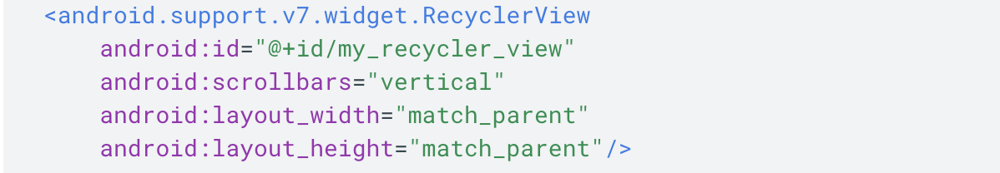 <android.support.v7.widget.RecyclerView
android:id="@+id/my_recycler_view"
android:scrollbars="vertical"
android:layout_width="match_parent"
android:layout_height="match_parent"/>